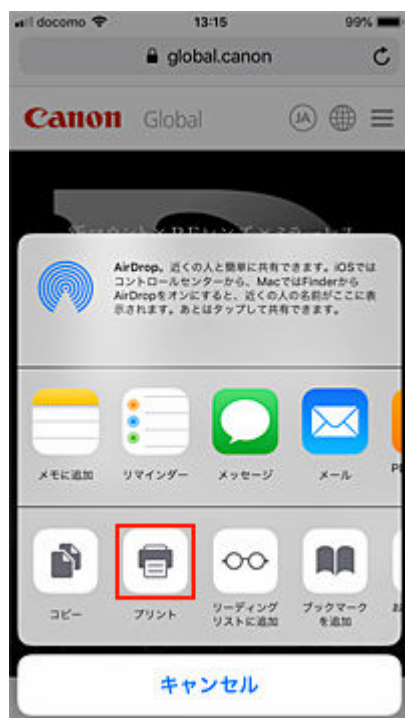 docomo 13:15 99%
global.canon
Canon Global JA
AirDrop。近くの人と簡単に共有できます。iOSでは
コントロールセンターから、MacではFinderから
AirDropをオンにすると、近くの人の名前がここに表
示されます。あとはタップして共有できます。
メモに追加 リマインダー メッセージ メール
コピー プリント リーディング
リストに追加 ブックマーク
を追加
キャンセル